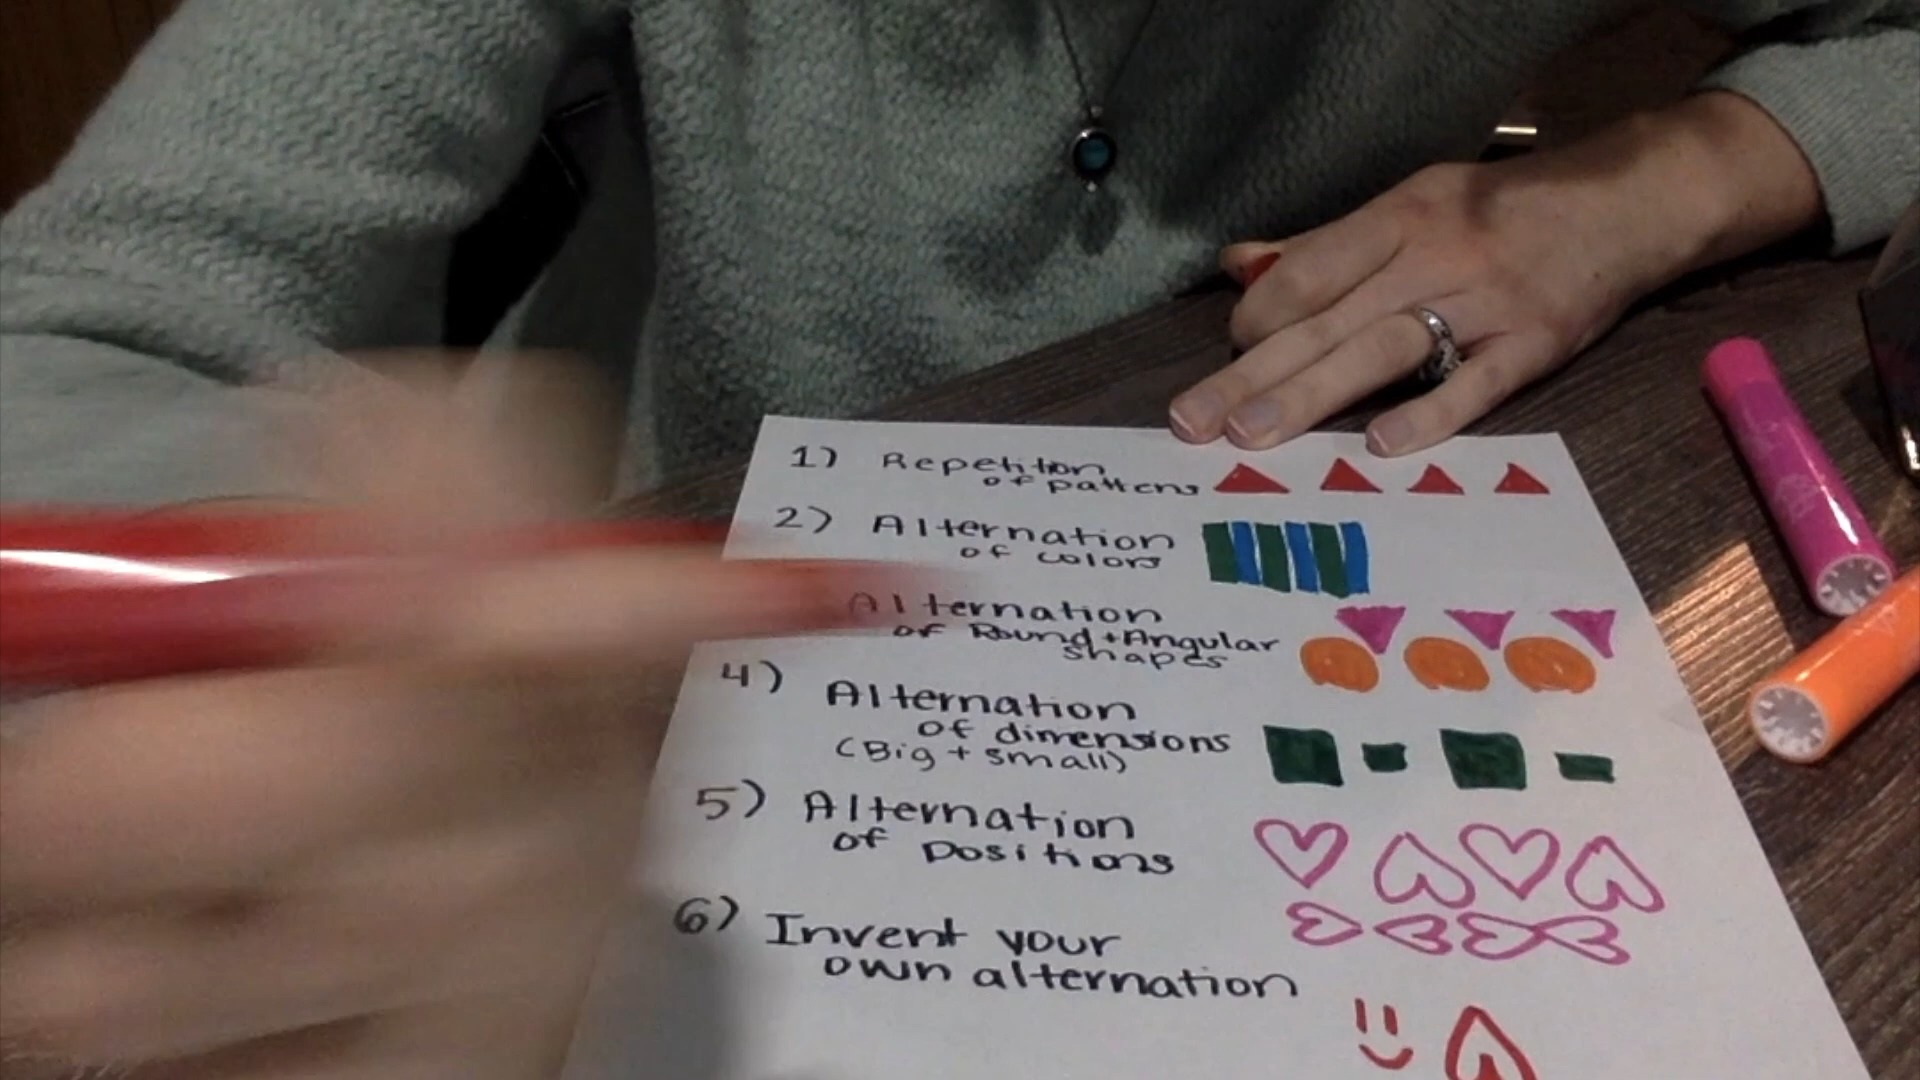 1) Repetition
of patterns
2) Alternation
of colors
Alternation
of Round + Angular
shapes
4) Alternation
of dimensions
(Big + small)
5) Alternation
of Positions
6) Invent your
own alternation